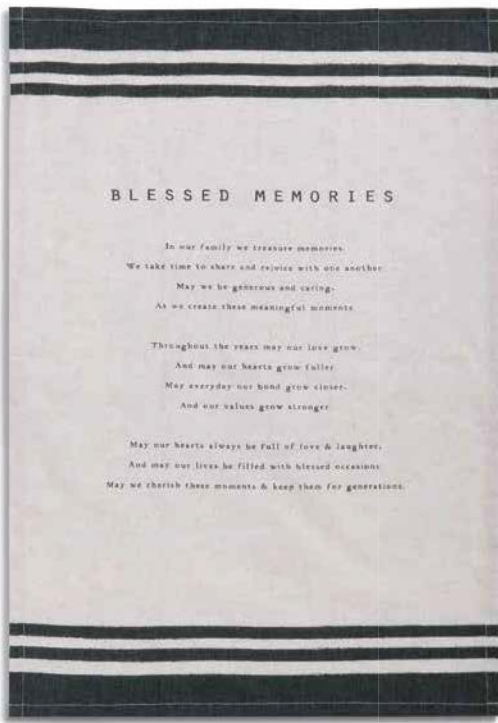 BLESSED MEMORIES
In our family we treasure memories.
We take time to share and rejoice with one another.
May we be generous and caring,
As we create these meaningful moments.
Throughout the years may our love grow,
And may our hearts grow fuller.
May everyday our bond grow closer,
And our values grow stronger.
May our hearts always be full of love & laughter,
And may our lives be filled with blessed occasions.
May we cherish these moments & keep them for generations.